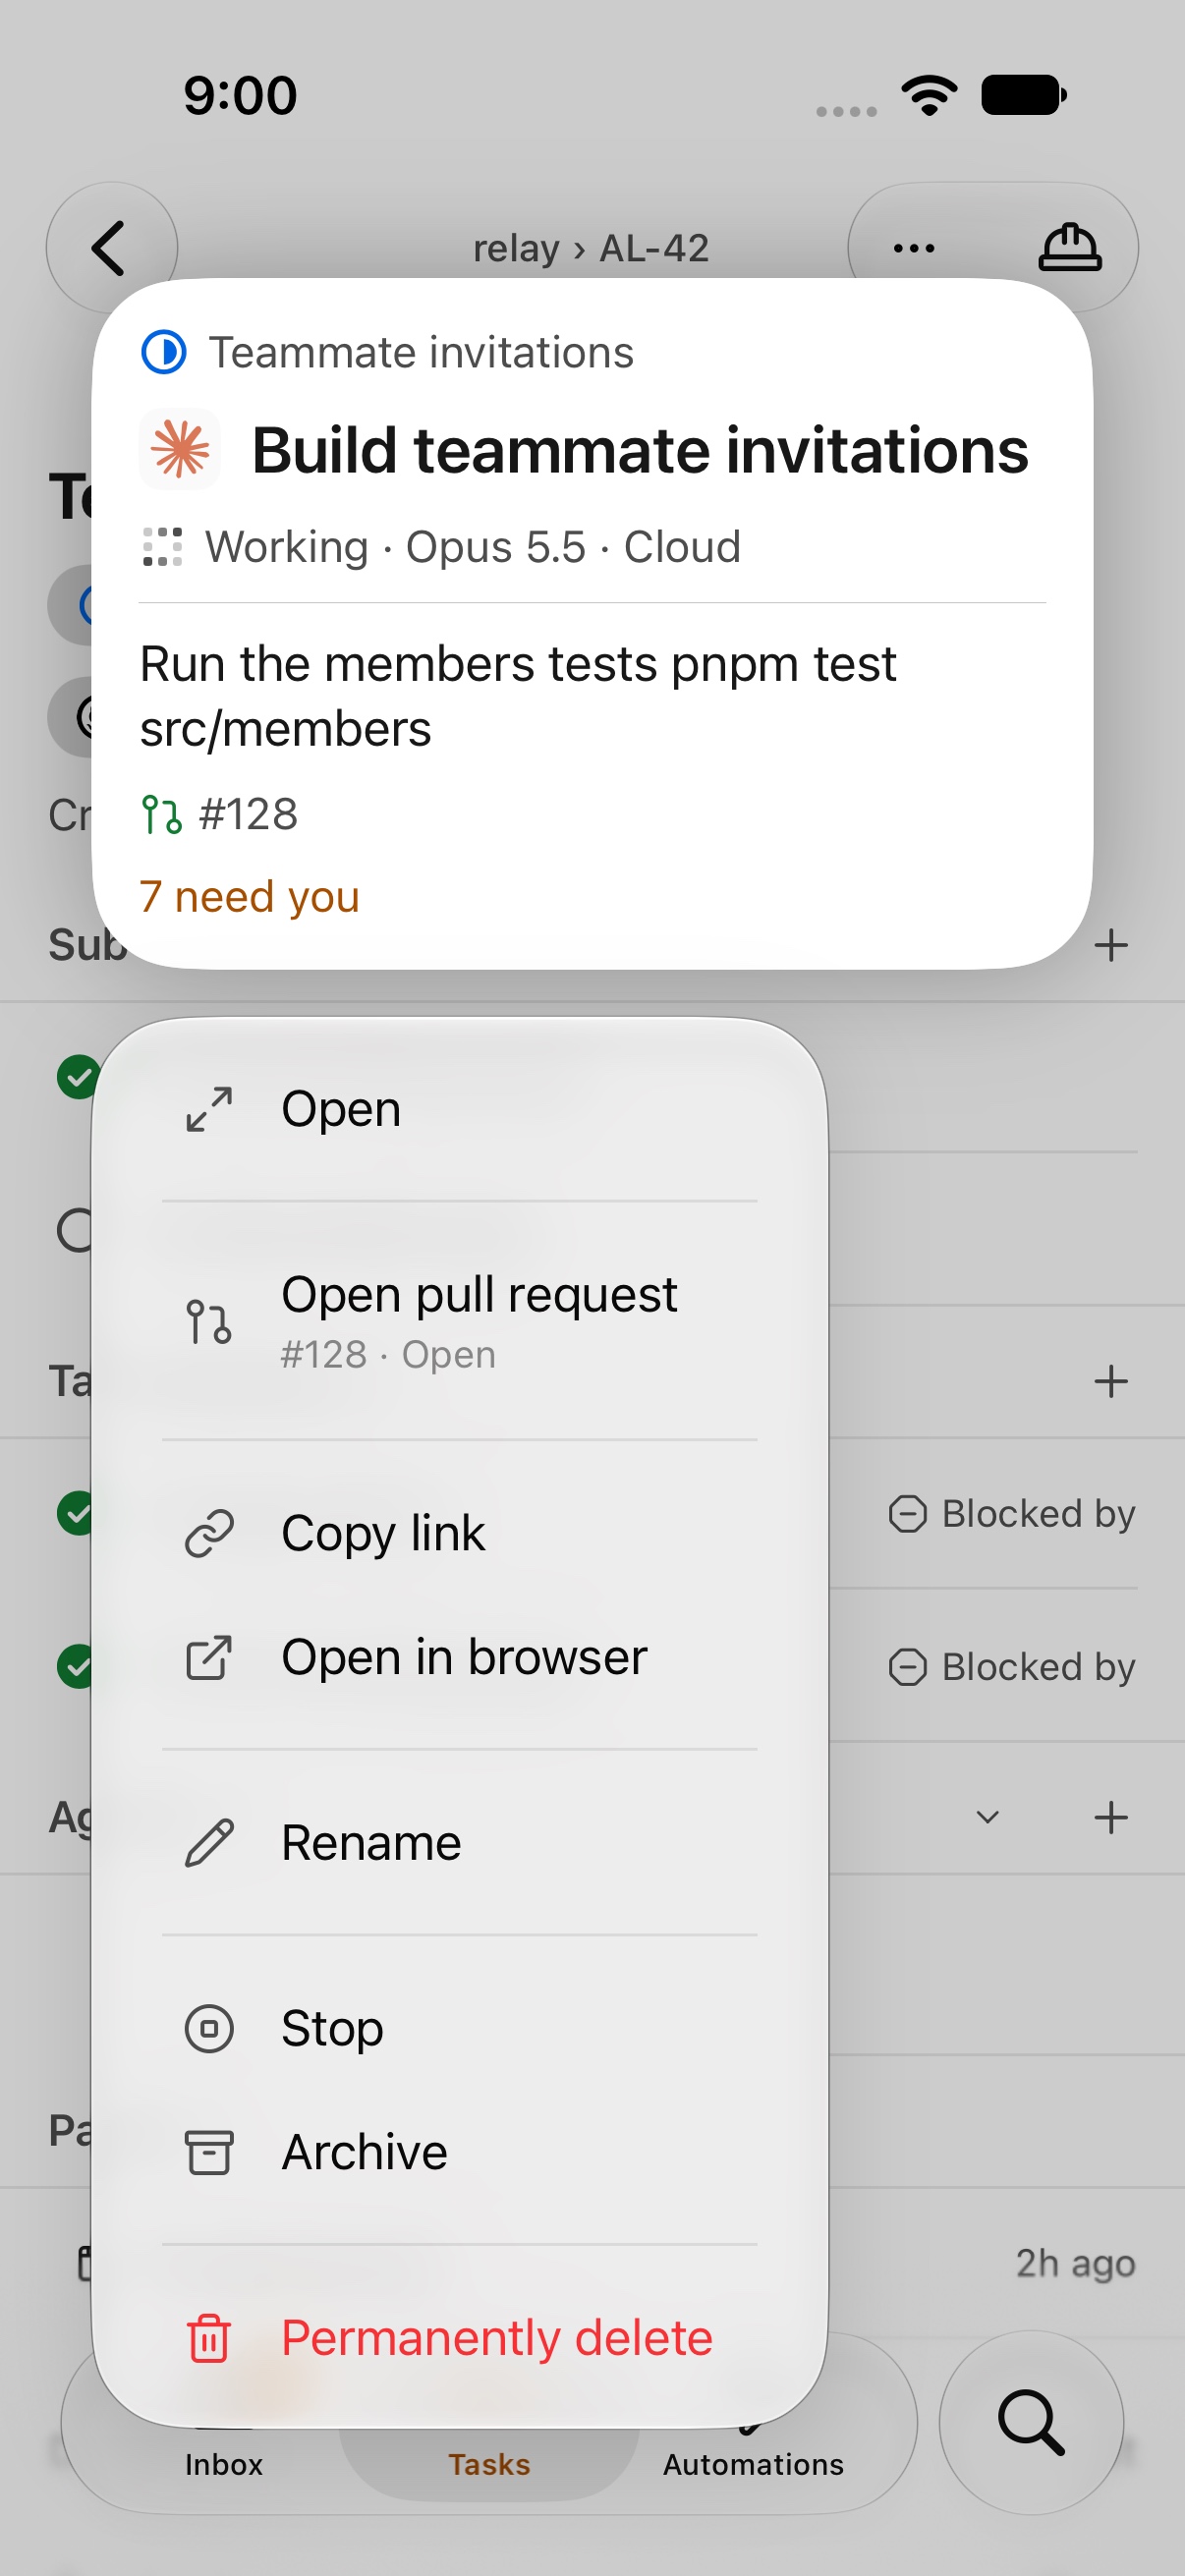 9:00
relay › AL-42
Teammate invitations
Build teammate invitations
Working · Opus 5.5 · Cloud
Run the members tests pnpm test
src/members
#128
7 need you
Sub
Open
Open pull request
#128 · Open
Copy link
Blocked by
Open in browser
Blocked by
Rename
Stop
Archive
2h ago
Permanently delete
Inbox
Tasks
Automations